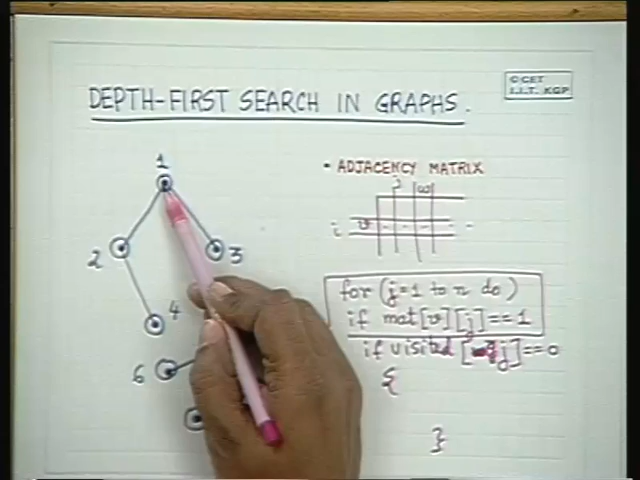 ©CET
I.I.T. KGP
DEPTH-FIRST SEARCH IN GRAPHS.
1
2
3
4
6
• ADJACENCY MATRIX
j w
i v
for (j=1 to n do)
if mat[v][j]==1
if visited [j]==0
{
}